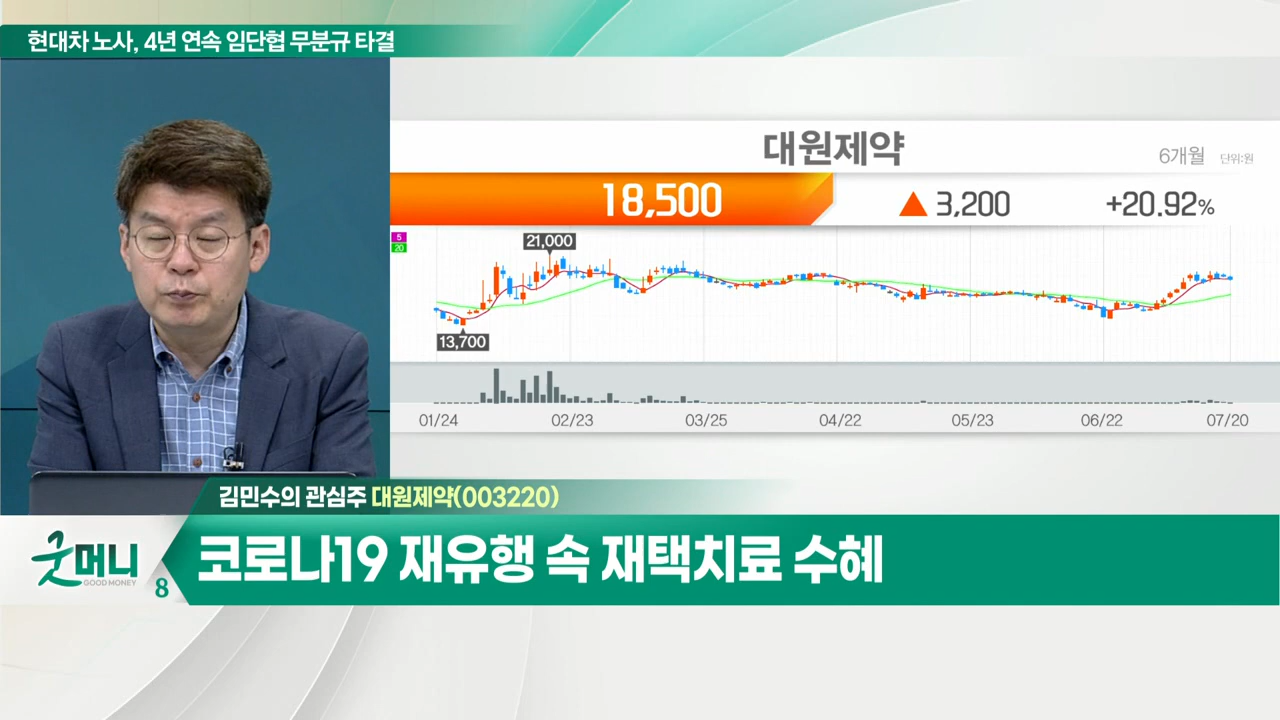 현대차 노사, 4년 연속 임단협 무분규 타결
대원제약
6개월 단위:원
18,500 ▲ 3,200 +20.92%
5
20
21,000
13,700
01/24 02/23 03/25 04/22 05/23 06/22 07/20
김민수의 관심주 대원제약(003220)
굿머니
GOOD MONEY
8
코로나19 재유행 속 재택치료 수혜